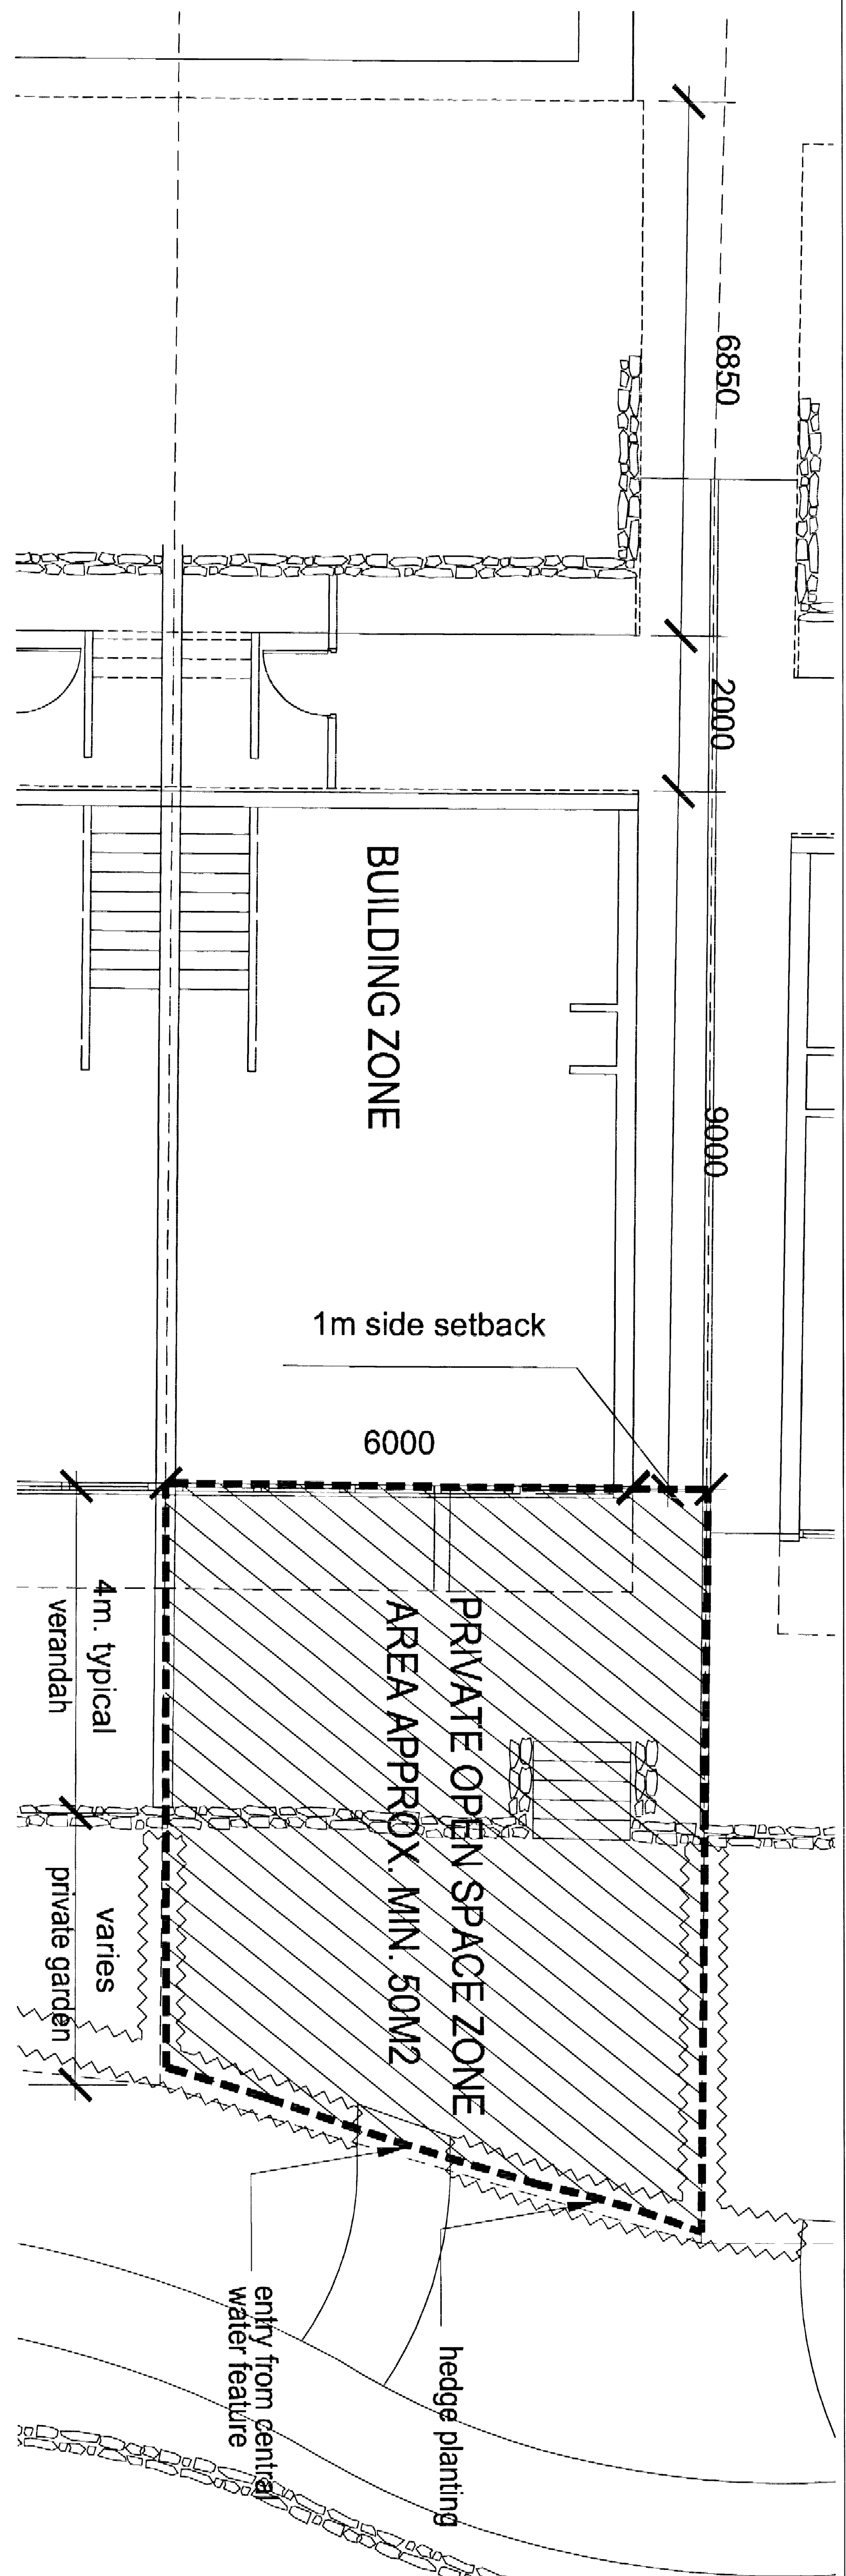 6850
2000
BUILDING ZONE
9000
1m side setback
6000
4m. typical
verandah
PRIVATE OPEN SPACE ZONE
AREA APPROX. MIN. 50M2
varies
private garden
entry from central
water feature
hedge planting